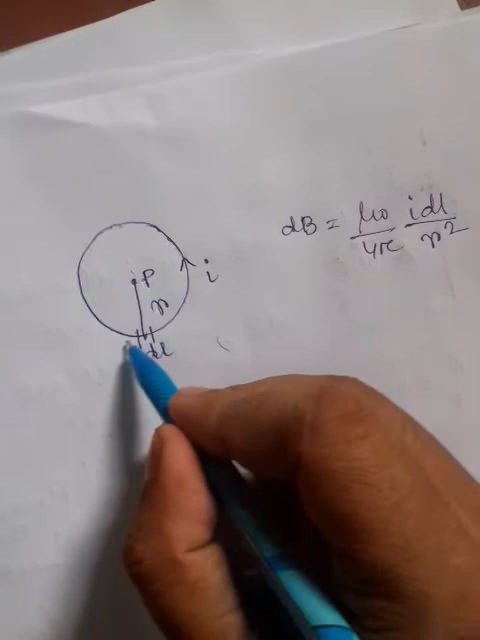 dB = μ0/4π idl/r²
P
r
i
dl